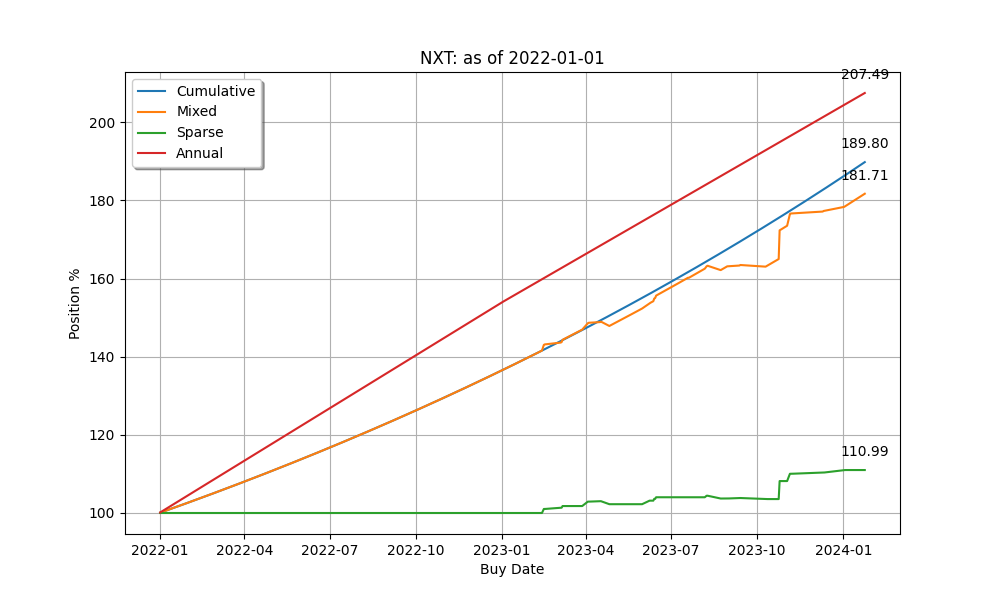 NXT: as of 2022-01-01
207.49
Cumulative
Mixed
Sparse
Annual
189.80
181.71
110.99
200
180
160
140
120
100
Position %
2022-01 2022-04 2022-07 2022-10 2023-01 2023-04 2023-07 2023-10 2024-01
Buy Date